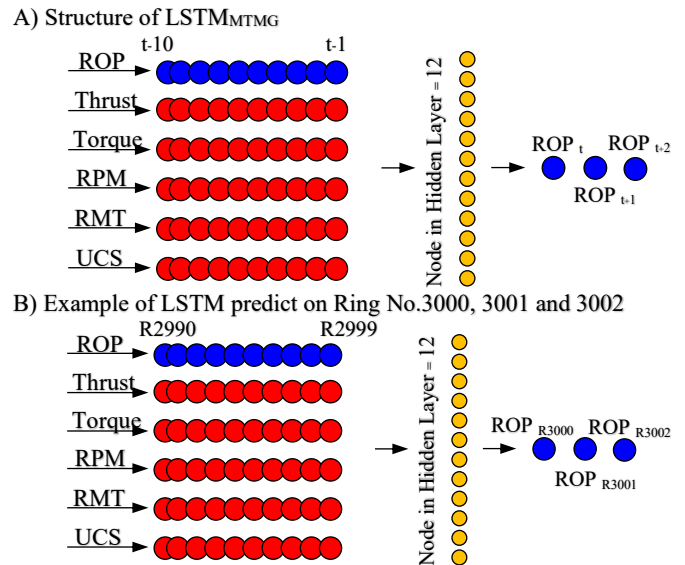 A) Structure of LSTMMTMG
t-10 t-1
ROP
Thrust
Torque
RPM
RMT
UCS
Node in Hidden Layer = 12
ROP t ROP t+2
ROP t+1
B) Example of LSTM predict on Ring No.3000, 3001 and 3002
R2990 R2999
ROP
Thrust
Torque
RPM
RMT
UCS
Node in Hidden Layer = 12
ROP R3000 ROP R3002
ROP R3001